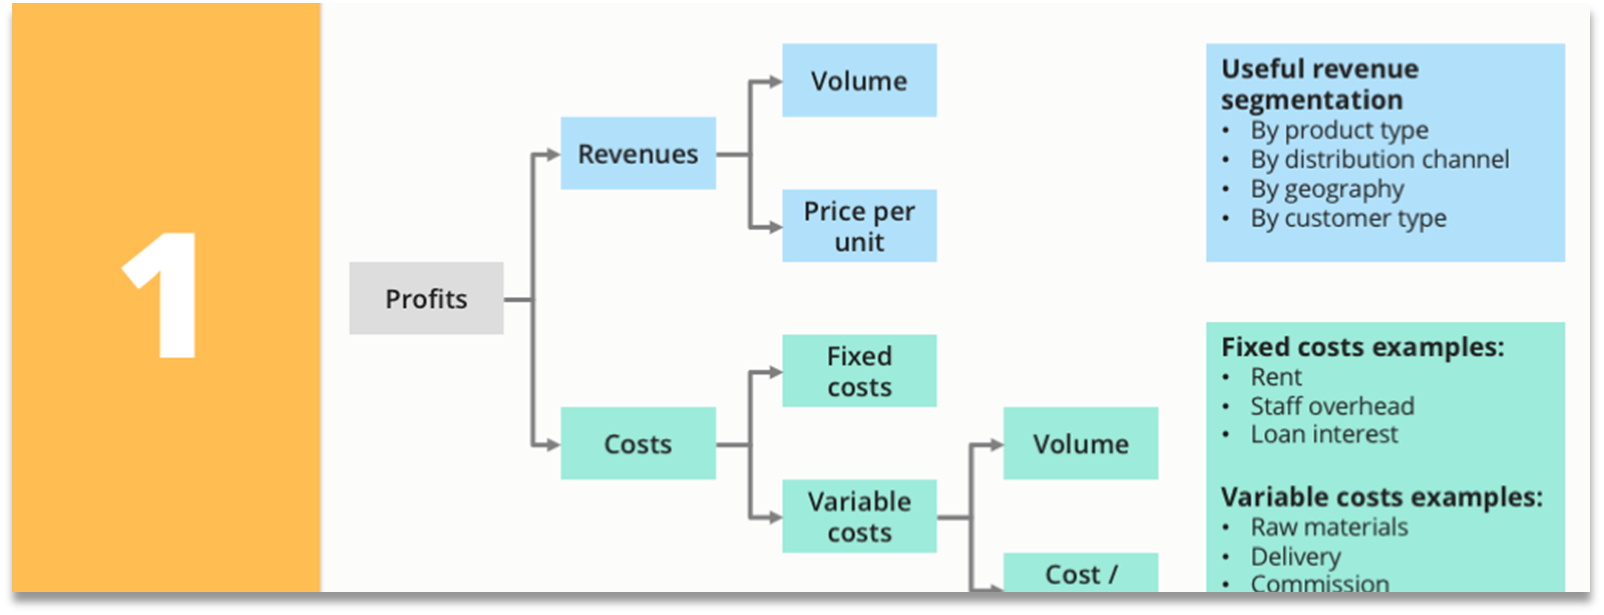 1
Profits
Revenues
Volume
Price per
unit
Costs
Fixed
costs
Variable
costs
Volume
Cost /
Useful revenue
segmentation
• By product type
• By distribution channel
• By geography
• By customer type
Fixed costs examples:
• Rent
• Staff overhead
• Loan interest
Variable costs examples:
• Raw materials
• Delivery
• Commission